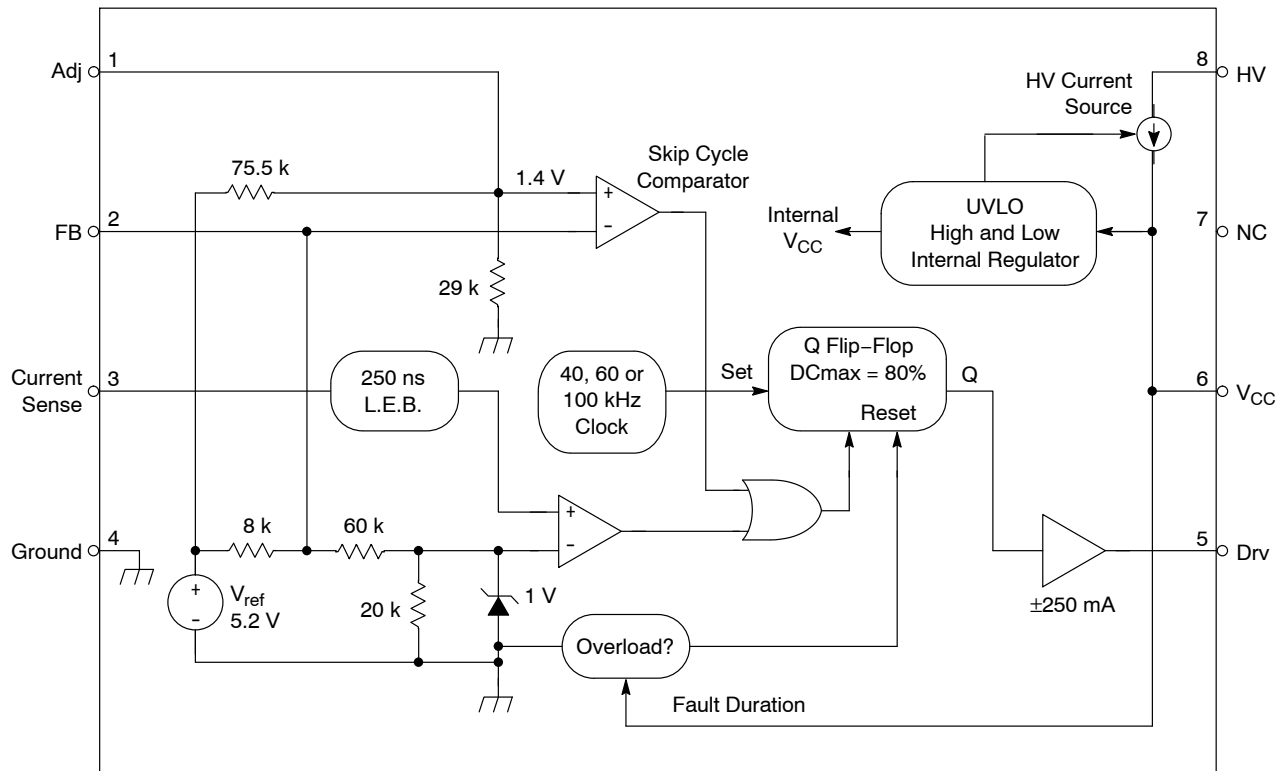 Adj
1
8
HV
HV Current
Source
75.5 k
1.4 V
+
-
Skip Cycle
Comparator
FB
2
Internal
VCC
UVLO
High and Low
Internal Regulator
7
NC
29 k
Current
Sense
3
250 ns
L.E.B.
40, 60 or
100 kHz
Clock
Set
Q Flip−Flop
DCmax = 80%
Reset
Q
6
VCC
Ground
4
8 k
60 k
+
-
5
Drv
+
-
Vref
5.2 V
20 k
1 V
±250 mA
Overload?
Fault Duration